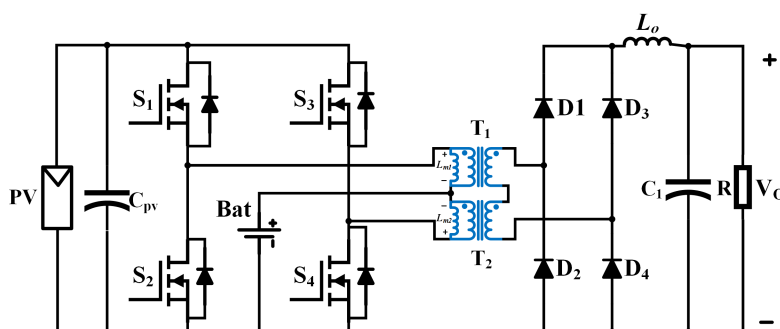 Lo
S1
S3
D1
D3
T1
+
Lm1
−
PV
Cpv
Bat
C1
R
VO
−
Lm2
+
T2
S2
S4
D2
D4
+
−